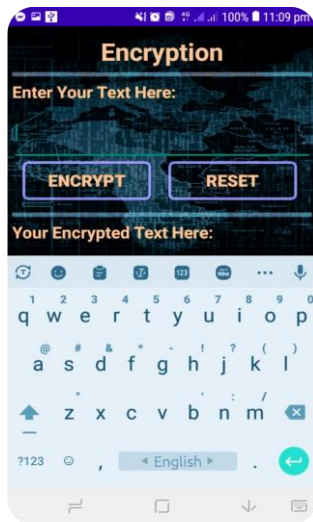 4G 100% 11:09 pm
Encryption
Enter Your Text Here:
ENCRYPT RESET
Your Encrypted Text Here:
1 2 3 4 5 6 7 8 9 0
q w e r t y u i o p
@ # & * - ! ? ( )
a s d f g h j k l
' : /
z x c v b n m
?123 , English .